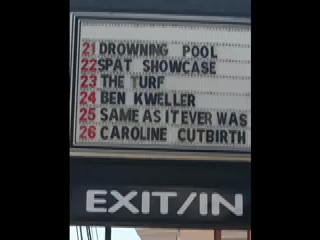 21 DROWNING POOL
22 SPAT SHOWCASE
23 THE TURF
24 BEN KWELLER
25 SAME AS IT EVER WAS
26 CAROLINE CUTBIRTH
EXIT/IN